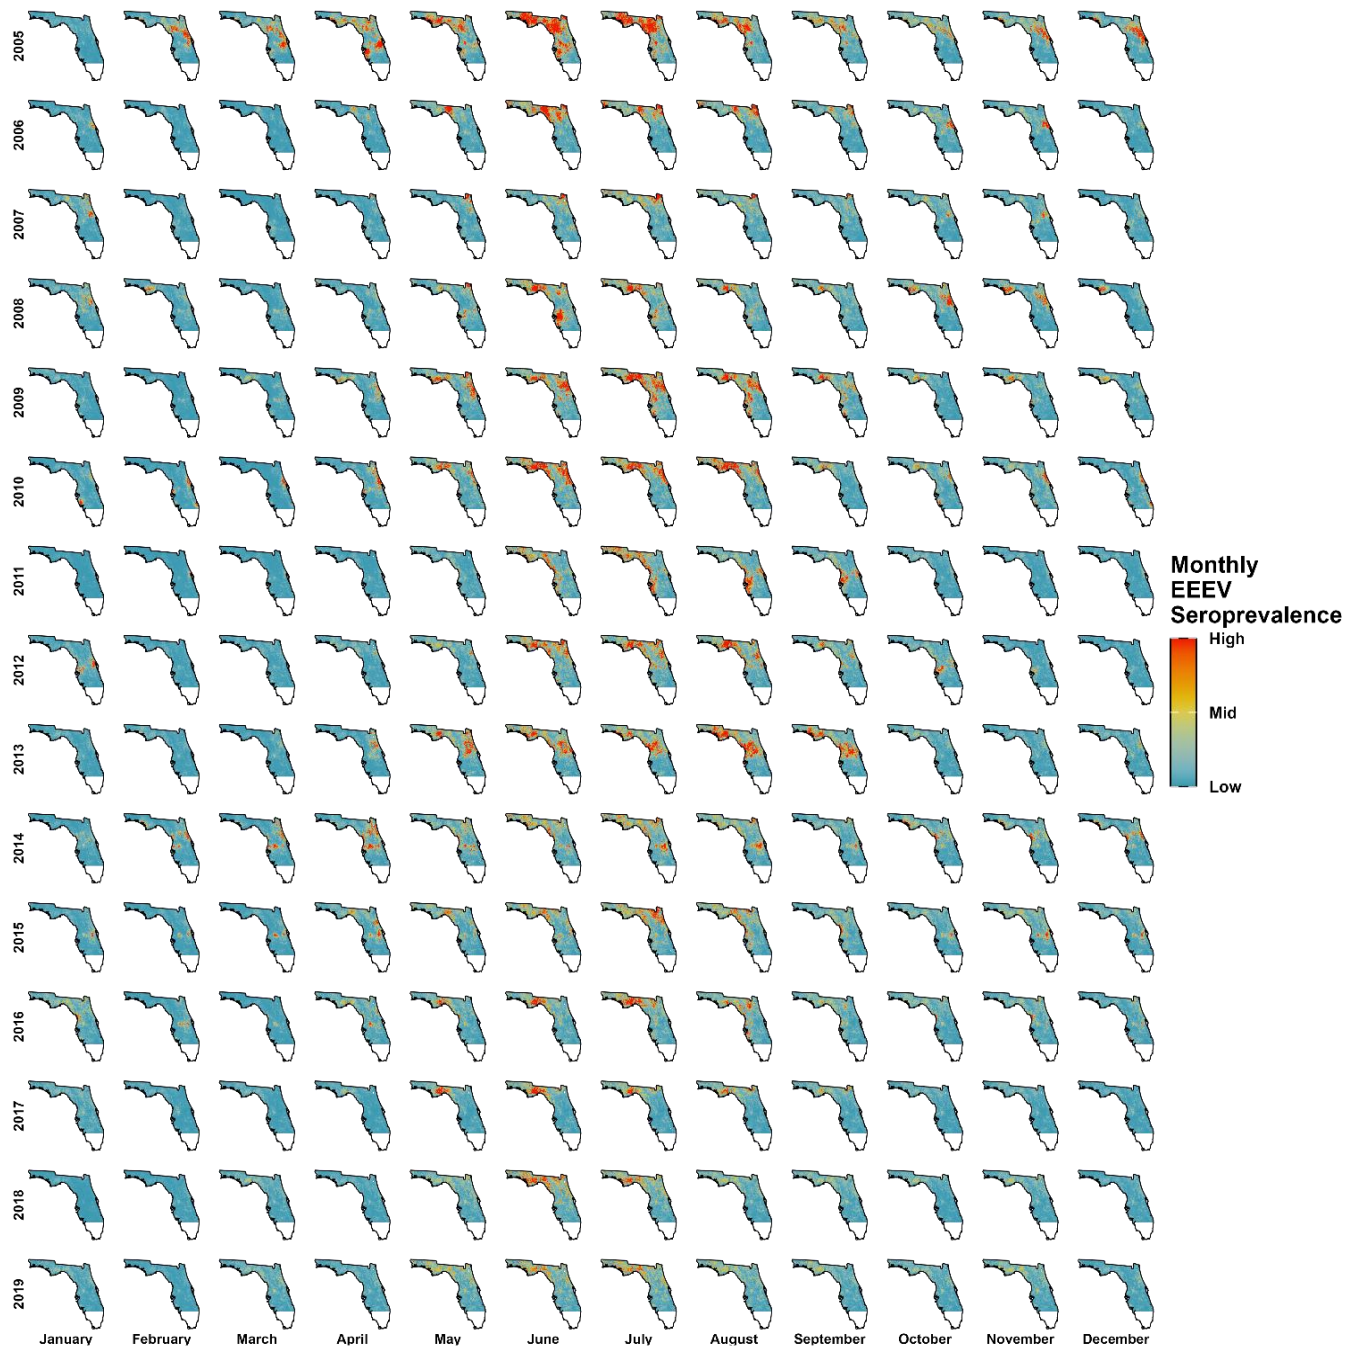 2005
2006
2007
2008
2009
2010
2011
2012
2013
2014
2015
2016
2017
2018
2019
January February March April May June July August September October November December
Monthly
EEEV
Seroprevalence
High
Mid
Low